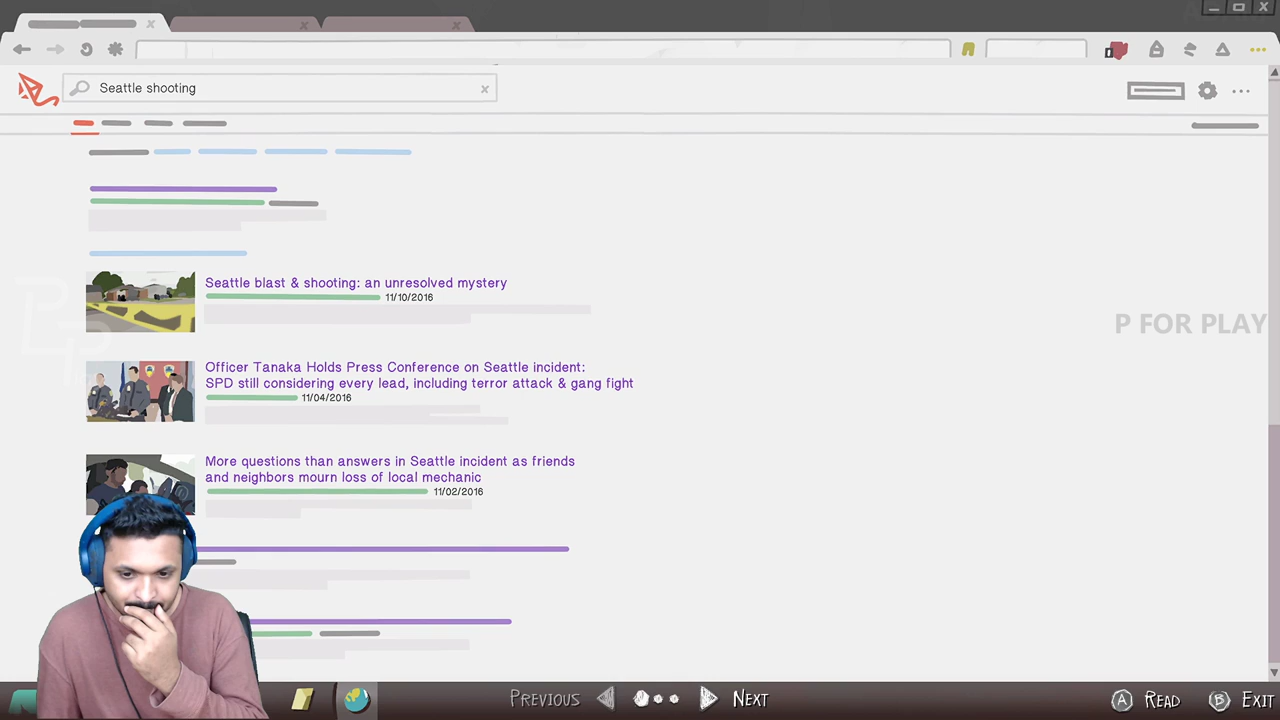 Seattle shooting
Seattle blast & shooting: an unresolved mystery
11/10/2016
P FOR PLAY
Officer Tanaka Holds Press Conference on Seattle incident:
SPD still considering every lead, including terror attack & gang fight
11/04/2016
More questions than answers in Seattle incident as friends
and neighbors mourn loss of local mechanic
11/02/2016
PREVIOUS
NEXT
A READ
B EXIT